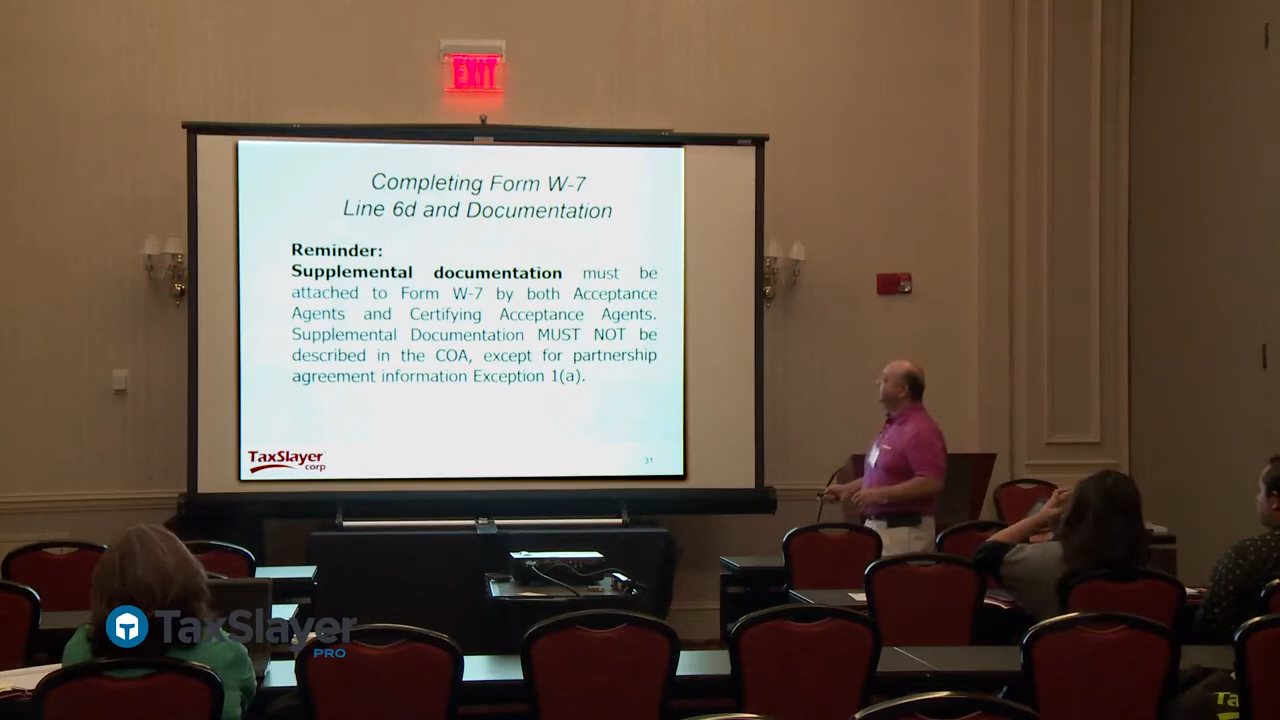 EXIT
Completing Form W-7
Line 6d and Documentation
Reminder:
Supplemental documentation must be
attached to Form W-7 by both Acceptance
Agents and Certifying Acceptance Agents.
Supplemental Documentation MUST NOT be
described in the COA, except for partnership
agreement information Exception 1(a).
TaxSlayer
corp
31
TaxSlayer
PRO